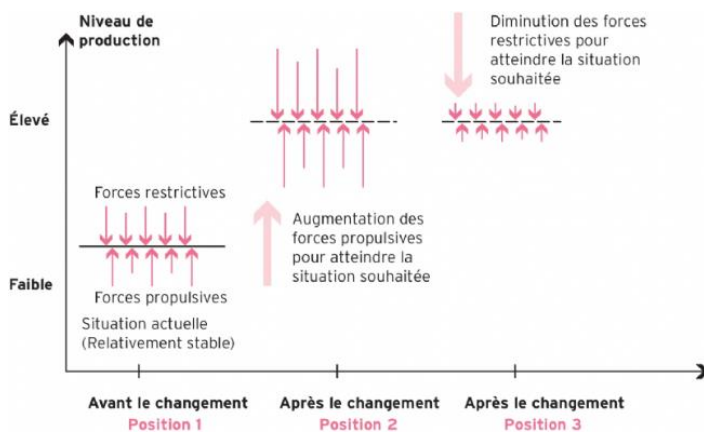 Niveau de
production
Élevé
Faible
Forces restrictives
Forces propulsives
Situation actuelle
(Relativement stable)
Augmentation des
forces propulsives
pour atteindre la
situation souhaitée
Diminution des forces
restrictives pour
atteindre la situation
souhaitée
Avant le changement
Position 1
Après le changement
Position 2
Après le changement
Position 3